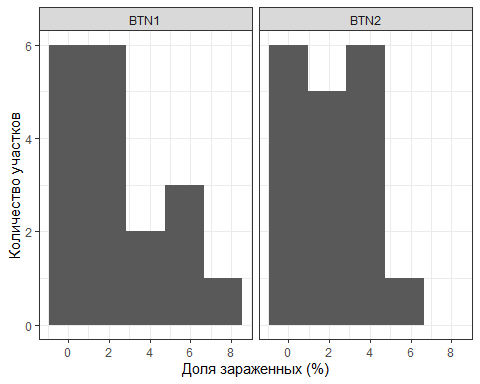 BTN1 BTN2
Количество участков
6
4
2
0
0 2 4 6 8 0 2 4 6 8
Доля зараженных (%)